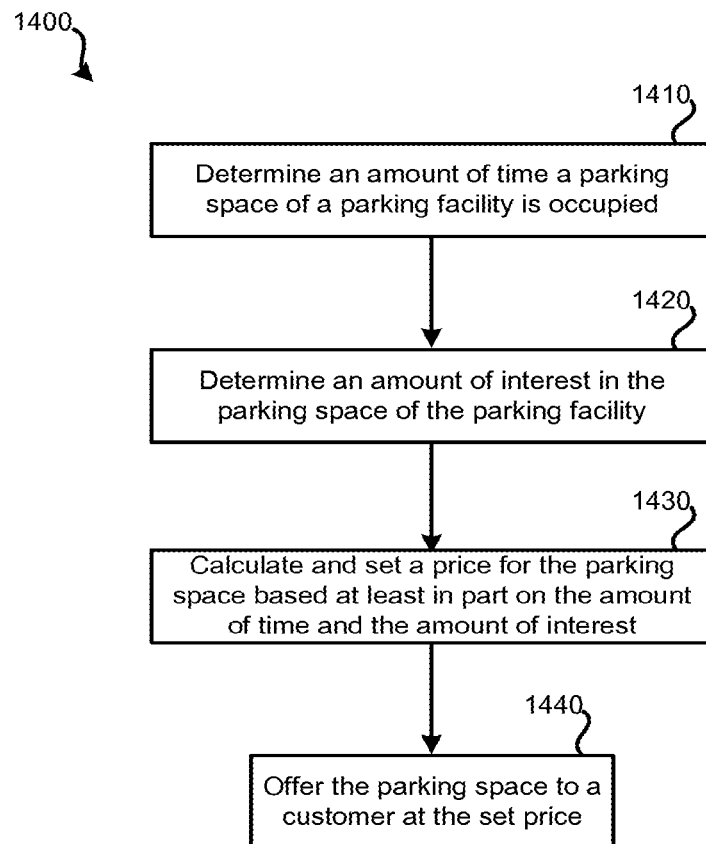 1400
1410
Determine an amount of time a parking
space of a parking facility is occupied
1420
Determine an amount of interest in the
parking space of the parking facility
1430
Calculate and set a price for the parking
space based at least in part on the amount
of time and the amount of interest
1440
Offer the parking space to a
customer at the set price